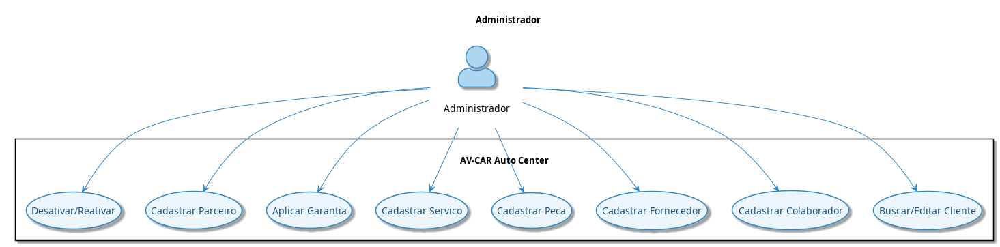 Administrador
Administrador
AV-CAR Auto Center
Desativar/Reativar
Cadastrar Parceiro
Aplicar Garantia
Cadastrar Servico
Cadastrar Peca
Cadastrar Fornecedor
Cadastrar Colaborador
Buscar/Editar Cliente